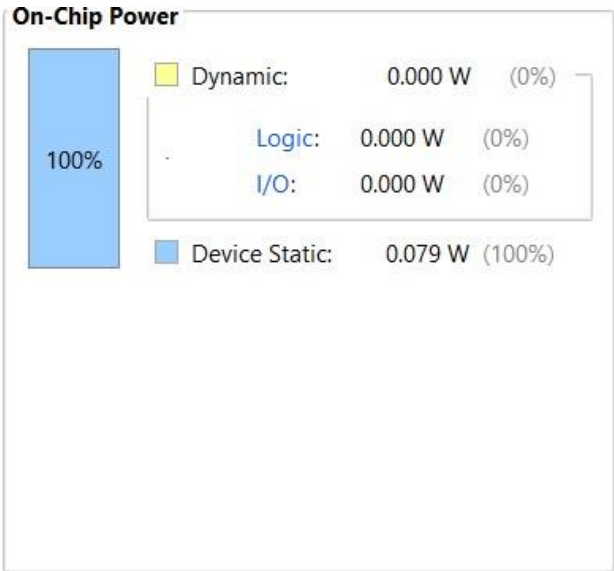 On-Chip Power
100%
Dynamic: 0.000 W (0%)
Logic: 0.000 W (0%)
I/O: 0.000 W (0%)
Device Static: 0.079 W (100%)